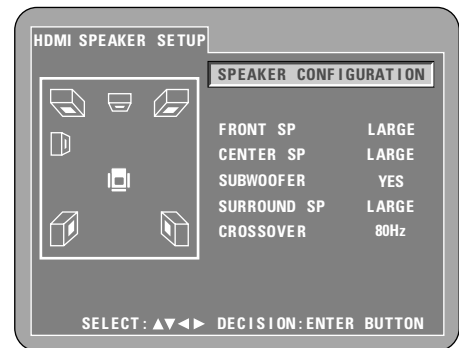 HDMI SPEAKER SETUP
SPEAKER CONFIGURATION
FRONT SP LARGE
CENTER SP LARGE
SUBWOOFER YES
SURROUND SP LARGE
CROSSOVER 80Hz
SELECT:▲▼◀▶ DECISION:ENTER BUTTON